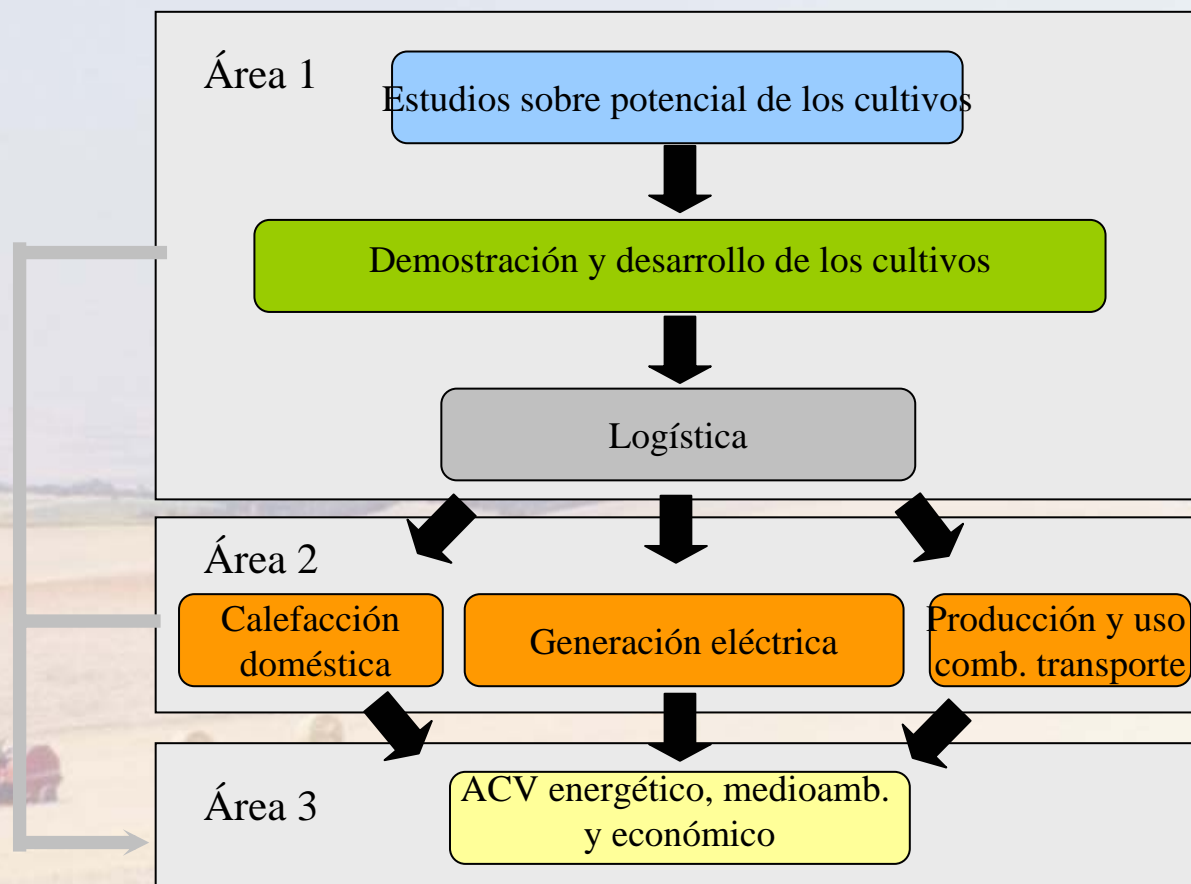 Área 1
Estudios sobre potencial de los cultivos
Demostración y desarrollo de los cultivos
Logística
Área 2
Calefacción
doméstica
Generación eléctrica
Producción y uso
comb. transporte
Área 3
ACV energético, medioamb.
y económico